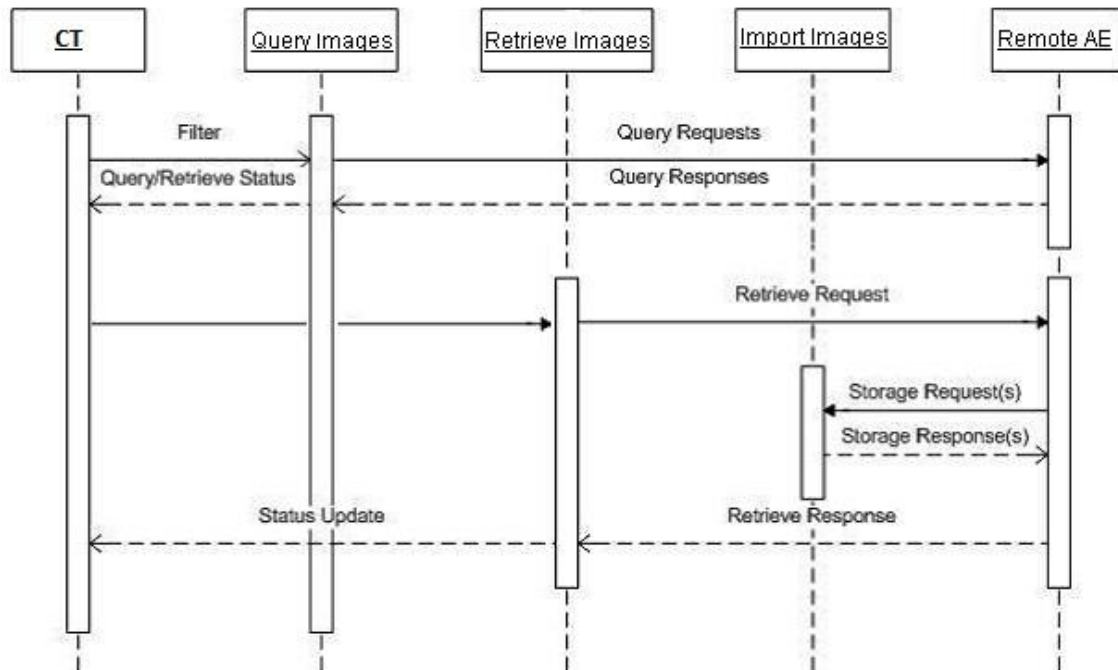 CT
Query Images
Retrieve Images
Import Images
Remote AE
Filter
Query Requests
Query/Retrieve Status
Query Responses
Retrieve Request
Storage Request(s)
Storage Response(s)
Status Update
Retrieve Response